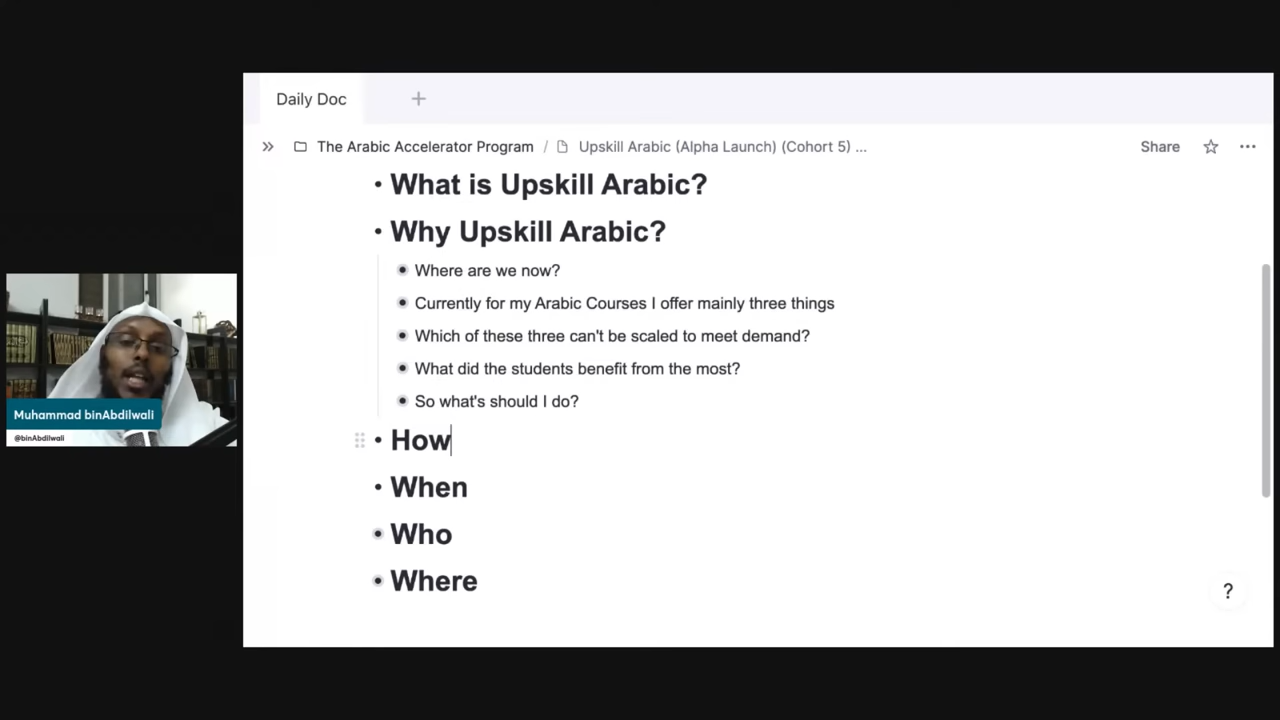 Daily Doc
The Arabic Accelerator Program / Upskill Arabic (Alpha Launch) (Cohort 5) ...
Share
What is Upskill Arabic?
Why Upskill Arabic?
Where are we now?
Currently for my Arabic Courses I offer mainly three things
Which of these three can't be scaled to meet demand?
What did the students benefit from the most?
So what's should I do?
How
When
Who
Where
?
Muhammad binAbdilwali
@binAbdilwali